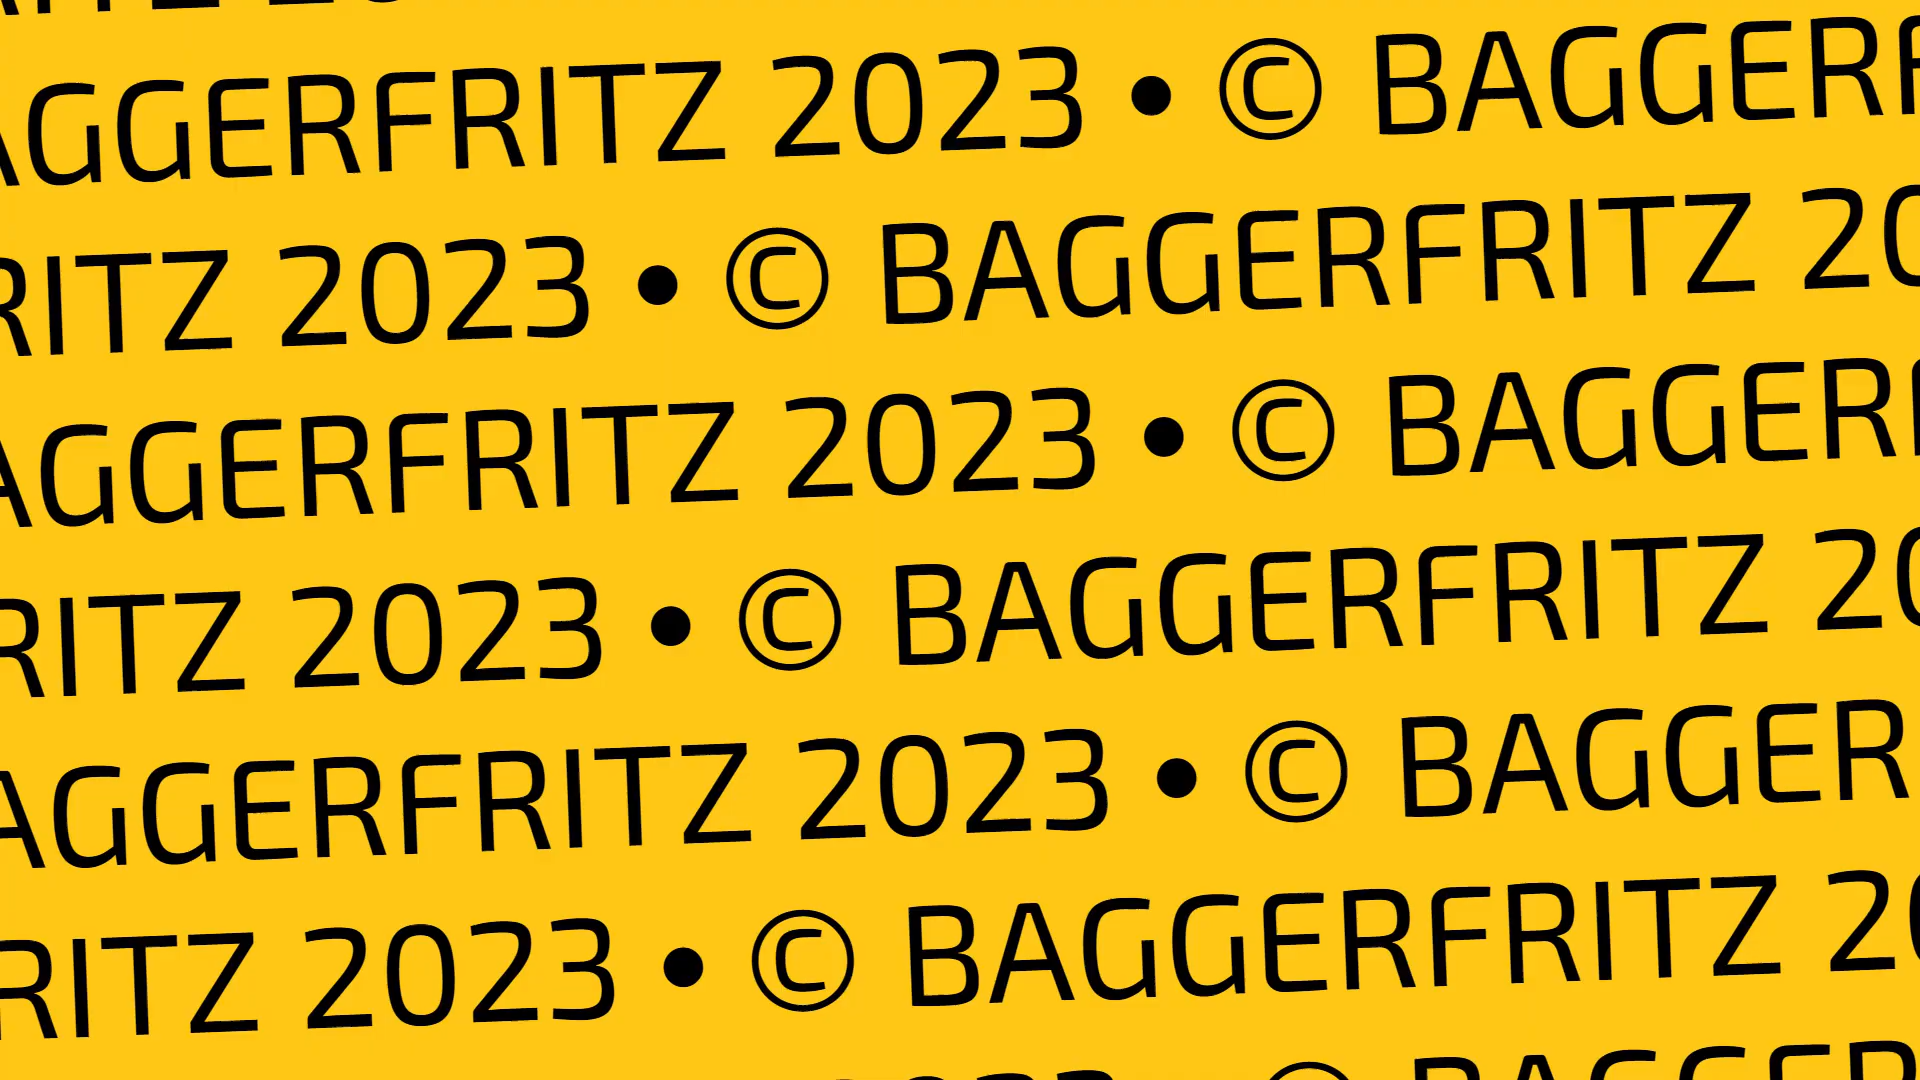 AGGERFRITZ 2023 • © BAGGERF
RITZ 2023 • © BAGGERFRITZ 20
AGGERFRITZ 2023 • © BAGGERF
RITZ 2023 • © BAGGERFRITZ 20
AGGERFRITZ 2023 • © BAGGER
RITZ 2023 • © BAGGERFRITZ 20